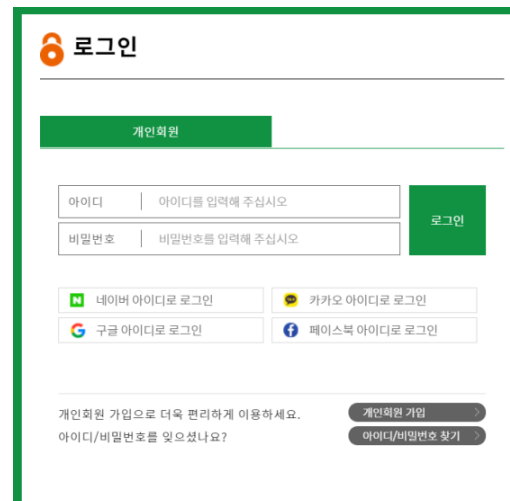 로그인
개인회원
아이디 아이디를 입력해 주십시오
로그인
비밀번호 비밀번호를 입력해 주십시오
네이버 아이디로 로그인 카카오 아이디로 로그인
구글 아이디로 로그인 페이스북 아이디로 로그인
개인회원 가입으로 더욱 편리하게 이용하세요. 개인회원 가입
아이디/비밀번호를 잊으셨나요? 아이디/비밀번호 찾기